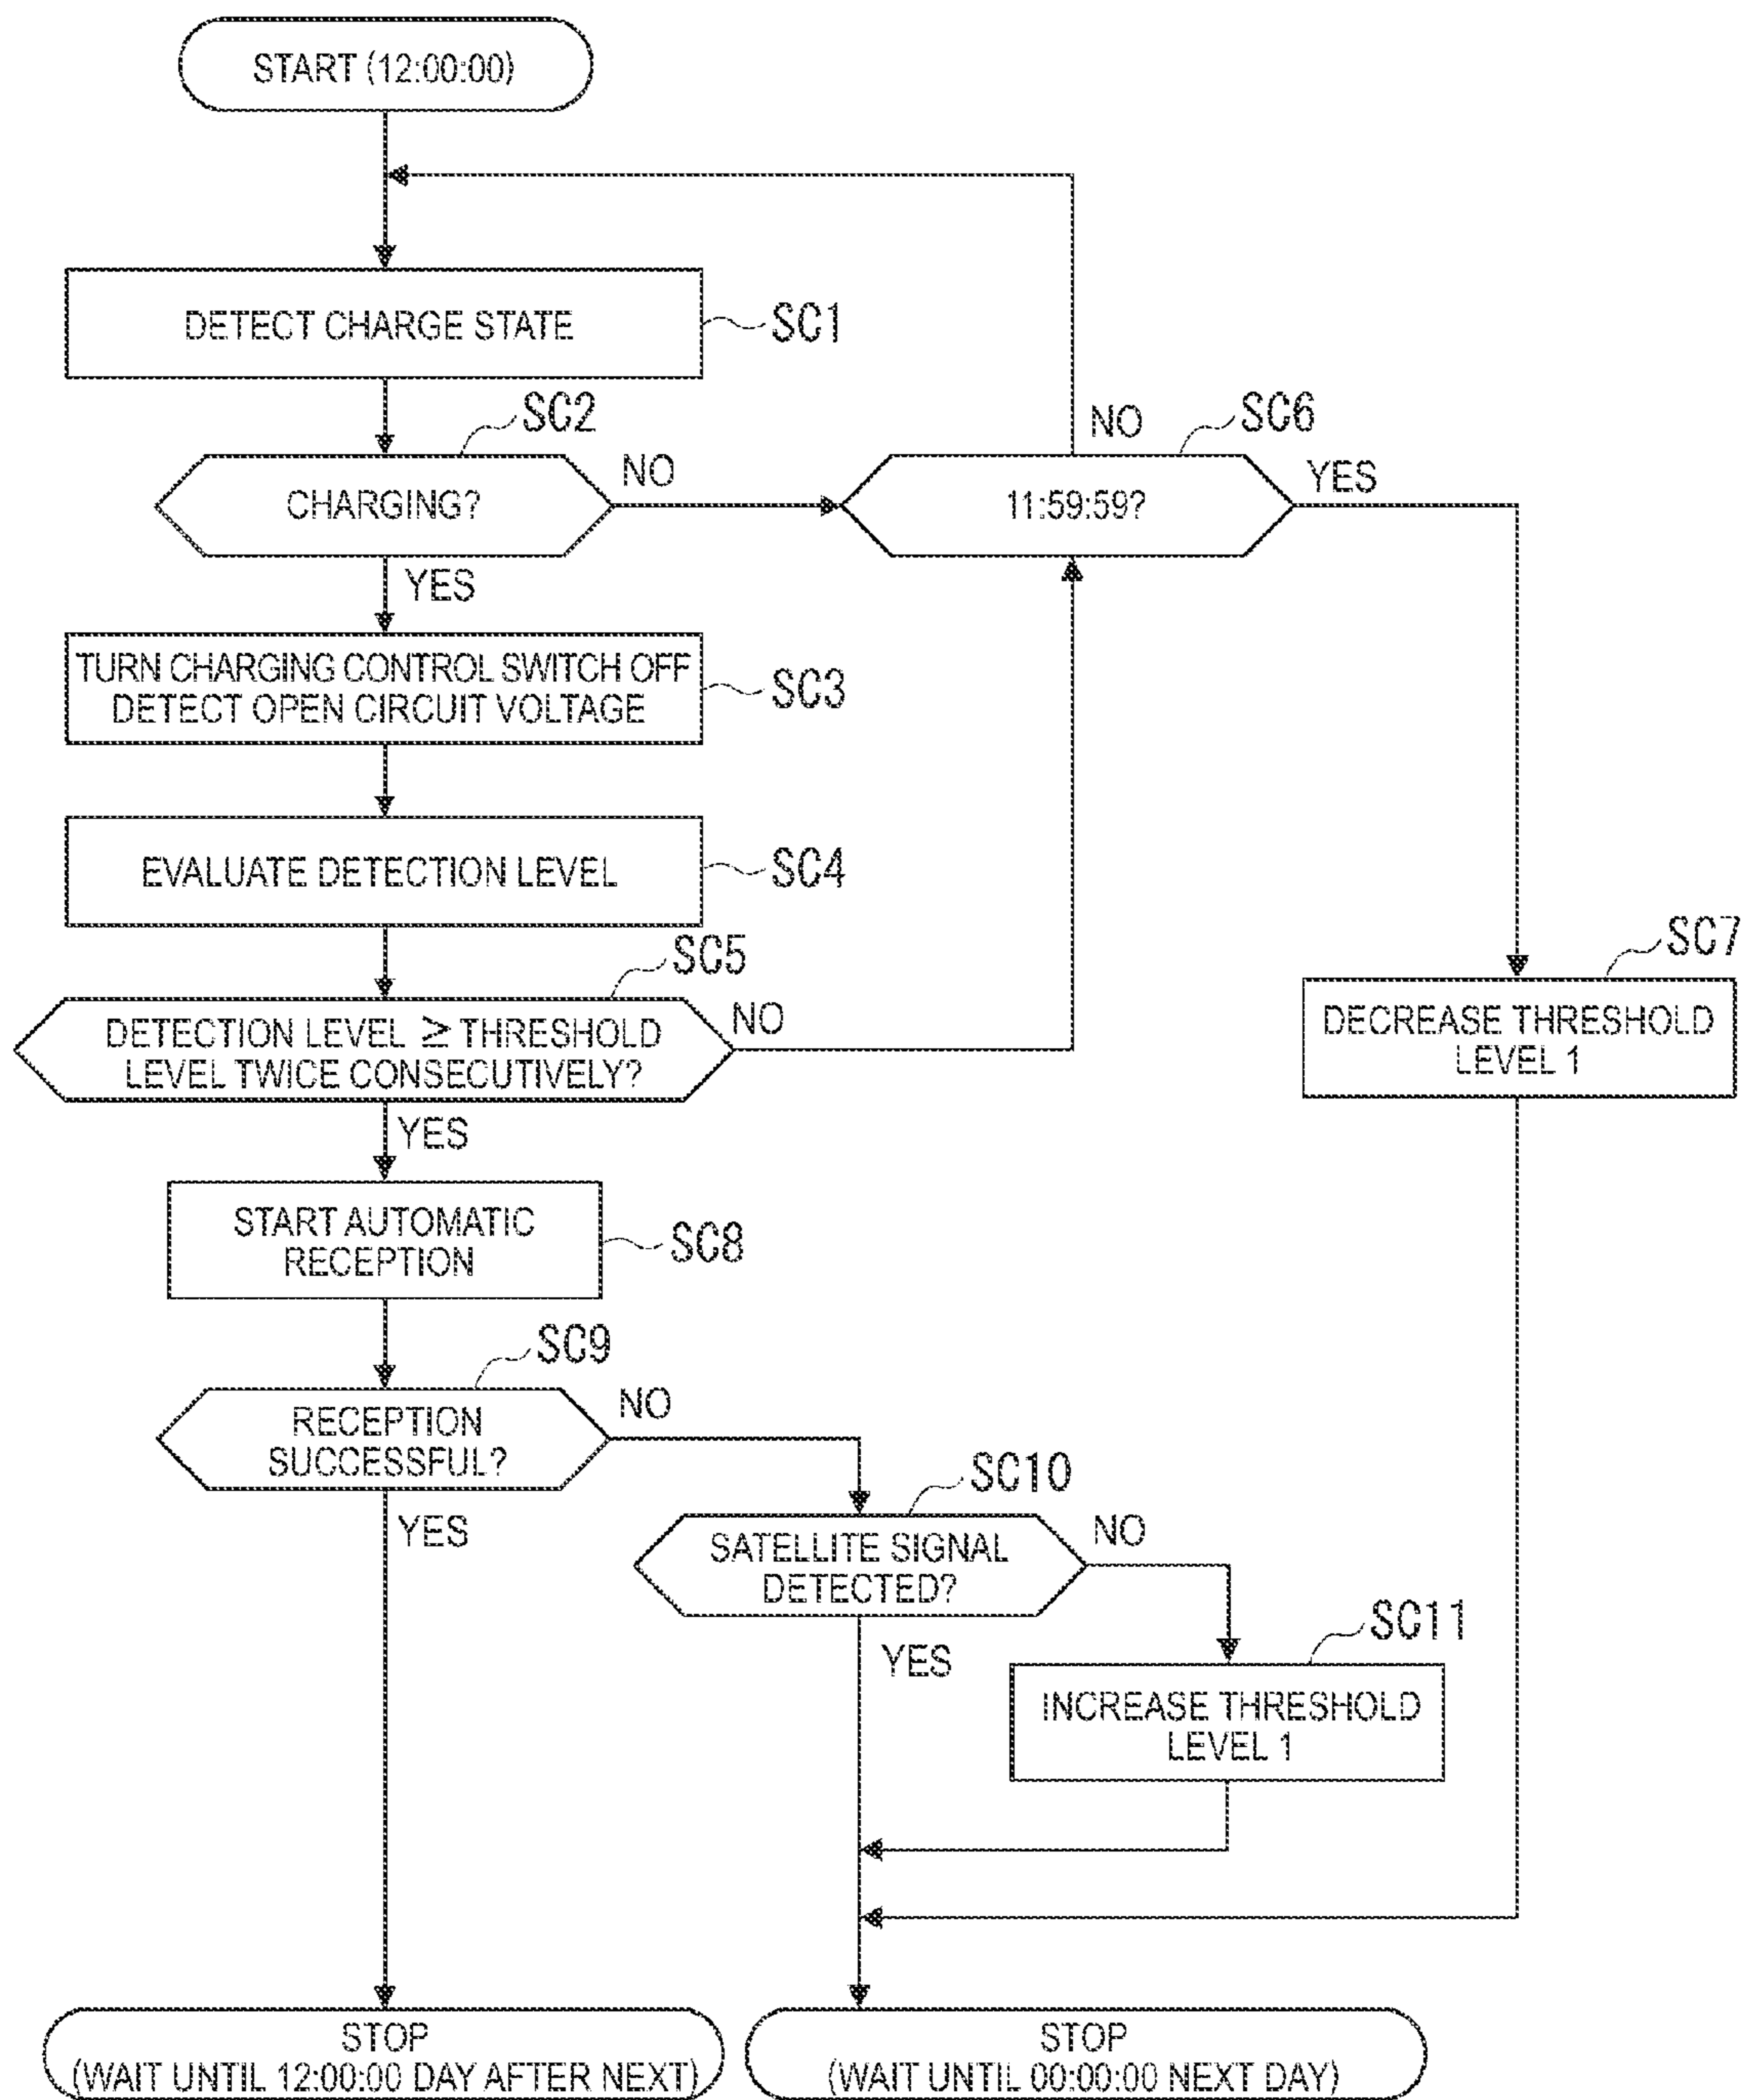 START (12:00:00)
DETECT CHARGE STATE
SC1
SC2
CHARGING?
NO
YES
NO
SC6
11:59:59?
YES
TURN CHARGING CONTROL SWITCH OFF
DETECT OPEN CIRCUIT VOLTAGE
SC3
EVALUATE DETECTION LEVEL
SC4
SC5
DETECTION LEVEL ≥ THRESHOLD
LEVEL TWICE CONSECUTIVELY?
NO
YES
SC7
DECREASE THRESHOLD
LEVEL 1
START AUTOMATIC
RECEPTION
SC8
SC9
RECEPTION
SUCCESSFUL?
NO
YES
SC10
SATELLITE SIGNAL
DETECTED?
NO
YES
SC11
INCREASE THRESHOLD
LEVEL 1
STOP
(WAIT UNTIL 12:00:00 DAY AFTER NEXT)
STOP
(WAIT UNTIL 00:00:00 NEXT DAY)